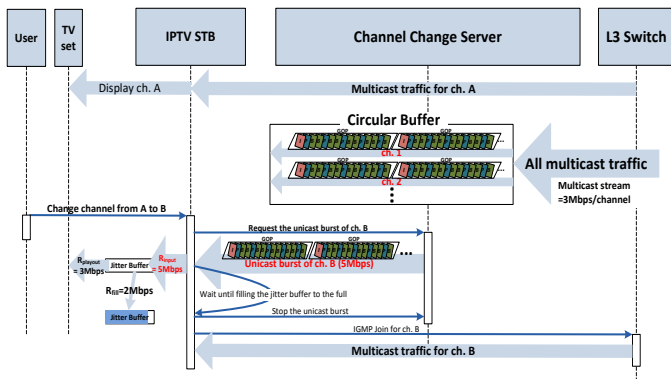 User
TV
set
IPTV STB
Channel Change Server
L3 Switch
Display ch. A
Multicast traffic for ch. A
Circular Buffer
GOP
GOP
ch. 1
GOP
GOP
ch. 2
All multicast traffic
Multicast stream
=3Mbps/channel
Change channel from A to B
Request the unicast burst of ch. B
GOP
GOP
Unicast burst of ch. B (5Mbps)
Rplayout
= 3Mbps
Jitter Buffer
Rinput
= 5Mbps
Rfill=2Mbps
Jitter Buffer
Wait until filling the jitter buffer to the full
Stop the unicast burst
IGMP Join for ch. B
Multicast traffic for ch. B